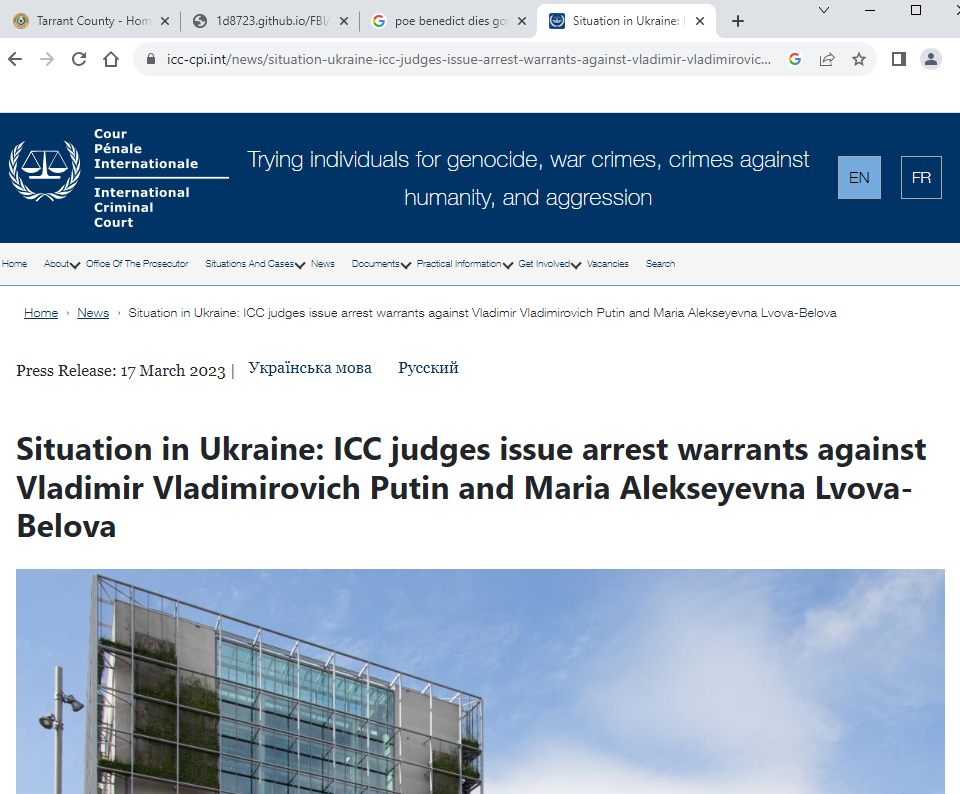 Tarrant County - Hom
1d8723.github.io/FBI/
poe benedict dies gov
Situation in Ukraine: I
icc-cpi.int/news/situation-ukraine-icc-judges-issue-arrest-warrants-against-vladimir-vladimirovic...
Cour
Pénale
Internationale
International
Criminal
Court
Trying individuals for genocide, war crimes, crimes against
humanity, and aggression
EN
FR
Home About Office Of The Prosecutor Situations And Cases News Documents Practical Information Get Involved Vacancies Search
Home › News › Situation in Ukraine: ICC judges issue arrest warrants against Vladimir Vladimirovich Putin and Maria Alekseyevna Lvova-Belova
Press Release: 17 March 2023 | Українська мова Русский
Situation in Ukraine: ICC judges issue arrest warrants against
Vladimir Vladimirovich Putin and Maria Alekseyevna Lvova-
Belova